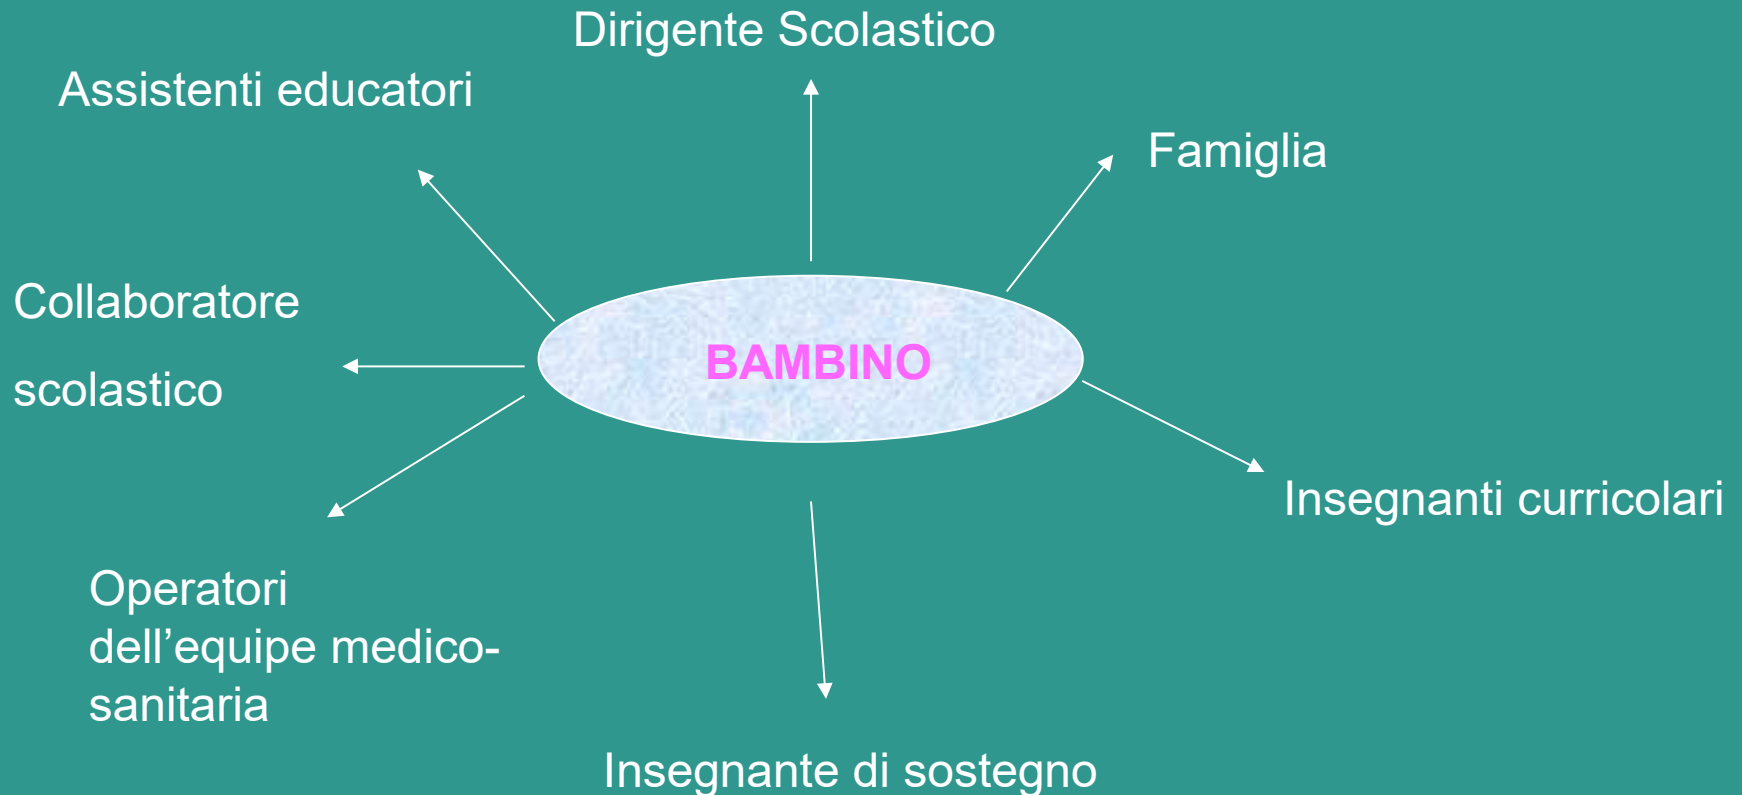 Dirigente Scolastico
Assistenti educatori
Famiglia
Collaboratore
scolastico
BAMBINO
Insegnanti curricolari
Operatori
dell’equipe medico-
sanitaria
Insegnante di sostegno